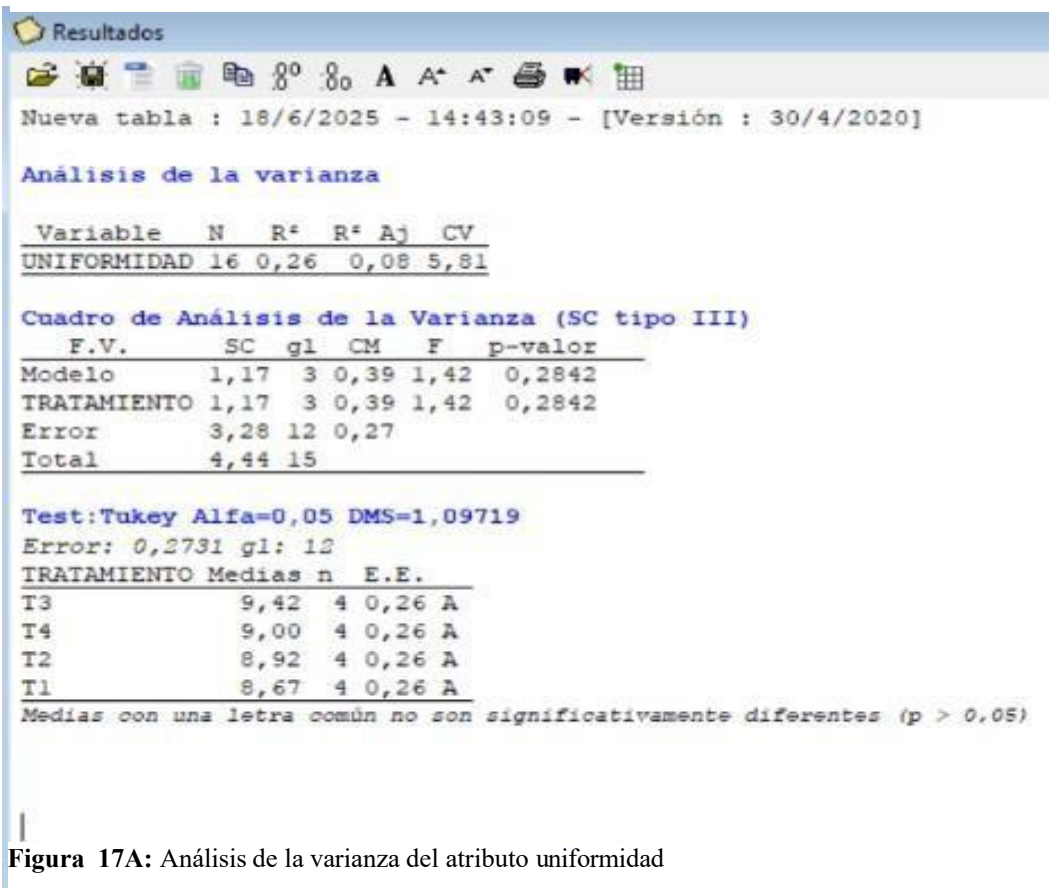 Resultados
Nueva tabla : 18/6/2025 - 14:43:09 - [Versión : 30/4/2020]
Análisis de la varianza
Variable N R² R² Aj CV
UNIFORMIDAD 16 0,26 0,08 5,81
Cuadro de Análisis de la Varianza (SC tipo III)
F.V. SC gl CM F p-valor
Modelo 1,17 3 0,39 1,42 0,2842
TRATAMIENTO 1,17 3 0,39 1,42 0,2842
Error 3,28 12 0,27
Total 4,44 15
Test:Tukey Alfa=0,05 DMS=1,09719
Error: 0,2731 gl: 12
TRATAMIENTO Medias n E.E.
T3 9,42 4 0,26 A
T4 9,00 4 0,26 A
T2 8,92 4 0,26 A
T1 8,67 4 0,26 A
Medias con una letra común no son significativamente diferentes (p > 0,05)
Figura 17A: Análisis de la varianza del atributo uniformidad